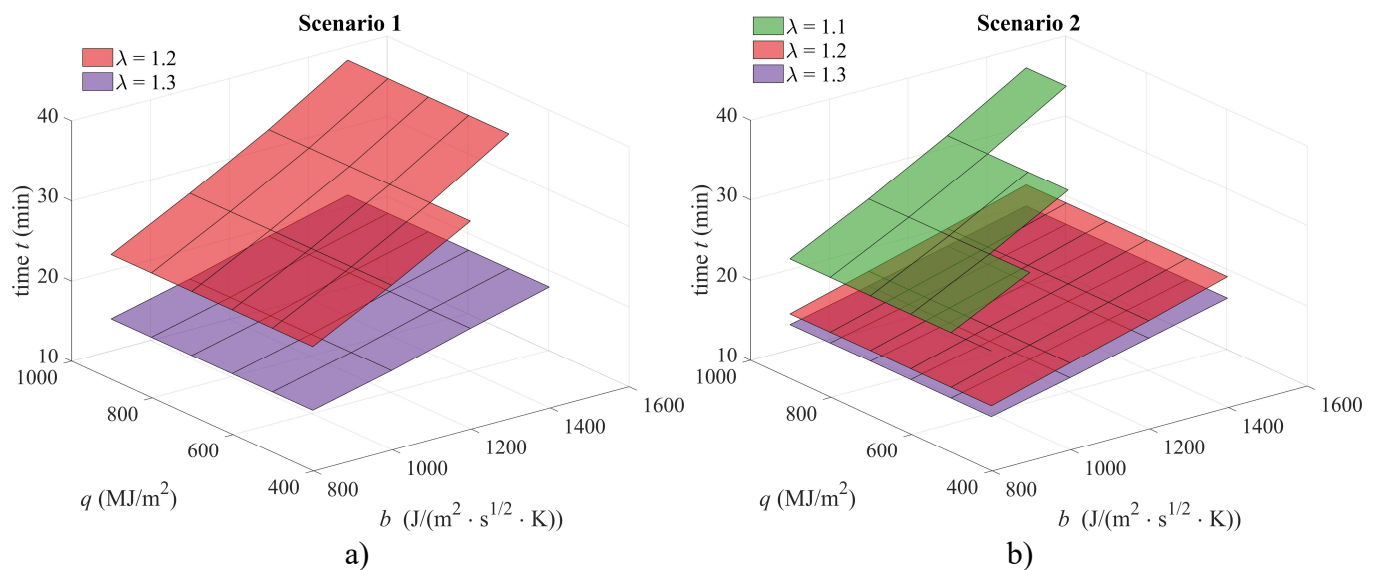 Scenario 1
λ = 1.2
λ = 1.3
40
30
20
10
time t (min)
1000
800
600
400
q (MJ/m²)
800
1000
1200
1400
1600
b (J/(m² · s^{1/2} · K))
a)
Scenario 2
λ = 1.1
λ = 1.2
λ = 1.3
40
30
20
10
time t (min)
1000
800
600
400
q (MJ/m²)
800
1000
1200
1400
1600
b (J/(m² · s^{1/2} · K))
b)